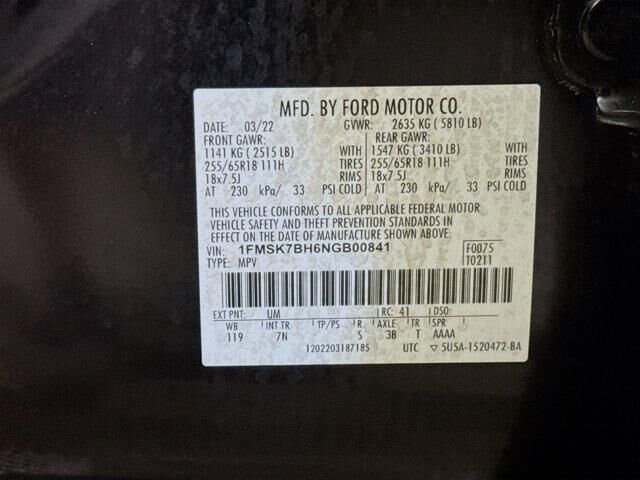 MFD. BY FORD MOTOR CO.
DATE: 03/22 GVWR: 2635 KG ( 5810 LB)
FRONT GAWR: REAR GAWR:
1141 KG ( 2515 LB) WITH 1547 KG ( 3410 LB) WITH
255/65R18 111H TIRES 255/65R18 111H TIRES
18x7.5J RIMS 18x7.5J RIMS
AT 230 kPa/ 33 PSI COLD AT 230 kPa/ 33 PSI COLD
THIS VEHICLE CONFORMS TO ALL APPLICABLE FEDERAL MOTOR
VEHICLE SAFETY AND THEFT PREVENTION STANDARDS IN
EFFECT ON THE DATE OF MANUFACTURE SHOWN ABOVE.
VIN: 1FMSK7BH6NGB00841 F0075
TYPE: MPV T0211
EXT PNT: UM RC: 41 DSO:
WB INT TR TP/PS R AXLE TR SPR
119 7N S 3B T AAAA
1202203187185 UTC ▽ 5USA-1520472-BA